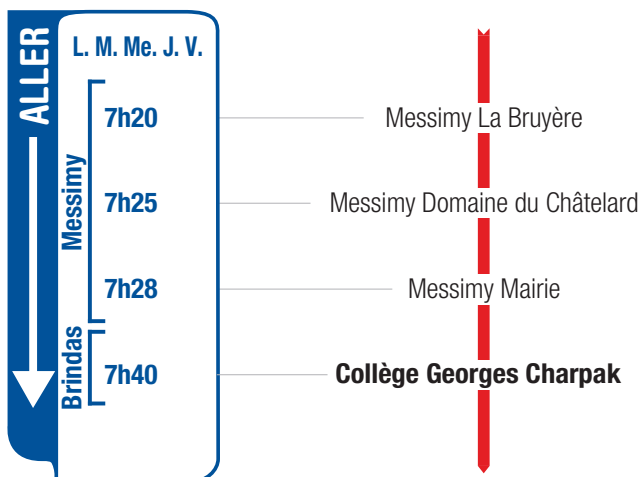 ALLER
L. M. Me. J. V.
Messimy
7h20 Messimy La Bruyère
7h25 Messimy Domaine du Châtelard
7h28 Messimy Mairie
Brindas
7h40 Collège Georges Charpak